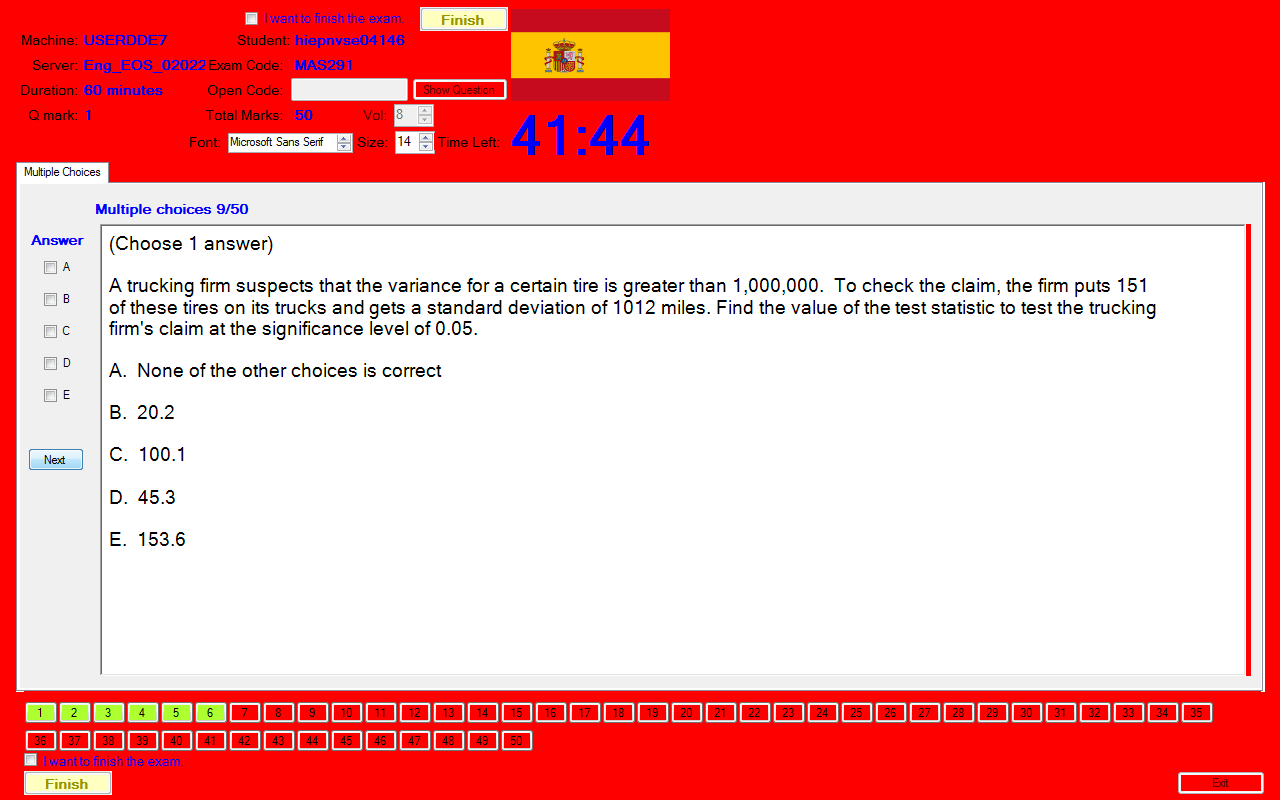 I want to finish the exam.
Finish
Machine: USERDDE7
Student: hiepnvse04146
Server: Eng_EOS_02022
Exam Code: MAS291
Duration: 60 minutes
Open Code:
Show Question
Q mark: 1
Total Marks: 50
Vol: 8
Font: Microsoft Sans Serif
Size: 14
Time Left: 41:44
Multiple Choices
Multiple choices 9/50
Answer
A
B
C
D
E
Next
(Choose 1 answer)
A trucking firm suspects that the variance for a certain tire is greater than 1,000,000.  To check the claim, the firm puts 151
of these tires on its trucks and gets a standard deviation of 1012 miles. Find the value of the test statistic to test the trucking
firm's claim at the significance level of 0.05.
A.  None of the other choices is correct
B.  20.2
C.  100.1
D.  45.3
E.  153.6
1 2 3 4 5 6 7 8 9 10 11 12 13 14 15 16 17 18 19 20 21 22 23 24 25 26 27 28 29 30 31 32 33 34 35
36 37 38 39 40 41 42 43 44 45 46 47 48 49 50
I want to finish the exam.
Finish
Exit